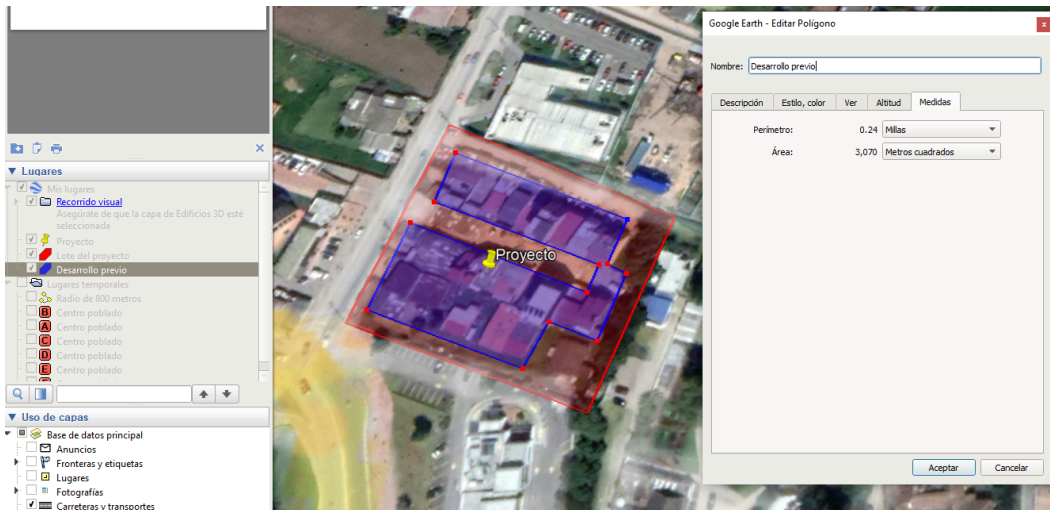 Lugares
Mis lugares
Recorrido visual
Asegúrate de que la capa de Edificios 3D esté
seleccionada
Proyecto
Lote del proyecto
Desarrollo previo
Lugares temporales
Radio de 800 metros
B Centro poblado
A Centro poblado
C Centro poblado
D Centro poblado
E Centro poblado
Uso de capas
Base de datos principal
Anuncios
Fronteras y etiquetas
Lugares
Fotografías
Carreteras y transportes
Proyecto
Google Earth - Editar Polígono
x
Nombre: Desarrollo previo
Descripción Estilo, color Ver Altitud Medidas
Perímetro: 0.24 Millas
Área: 3,070 Metros cuadrados
Aceptar Cancelar